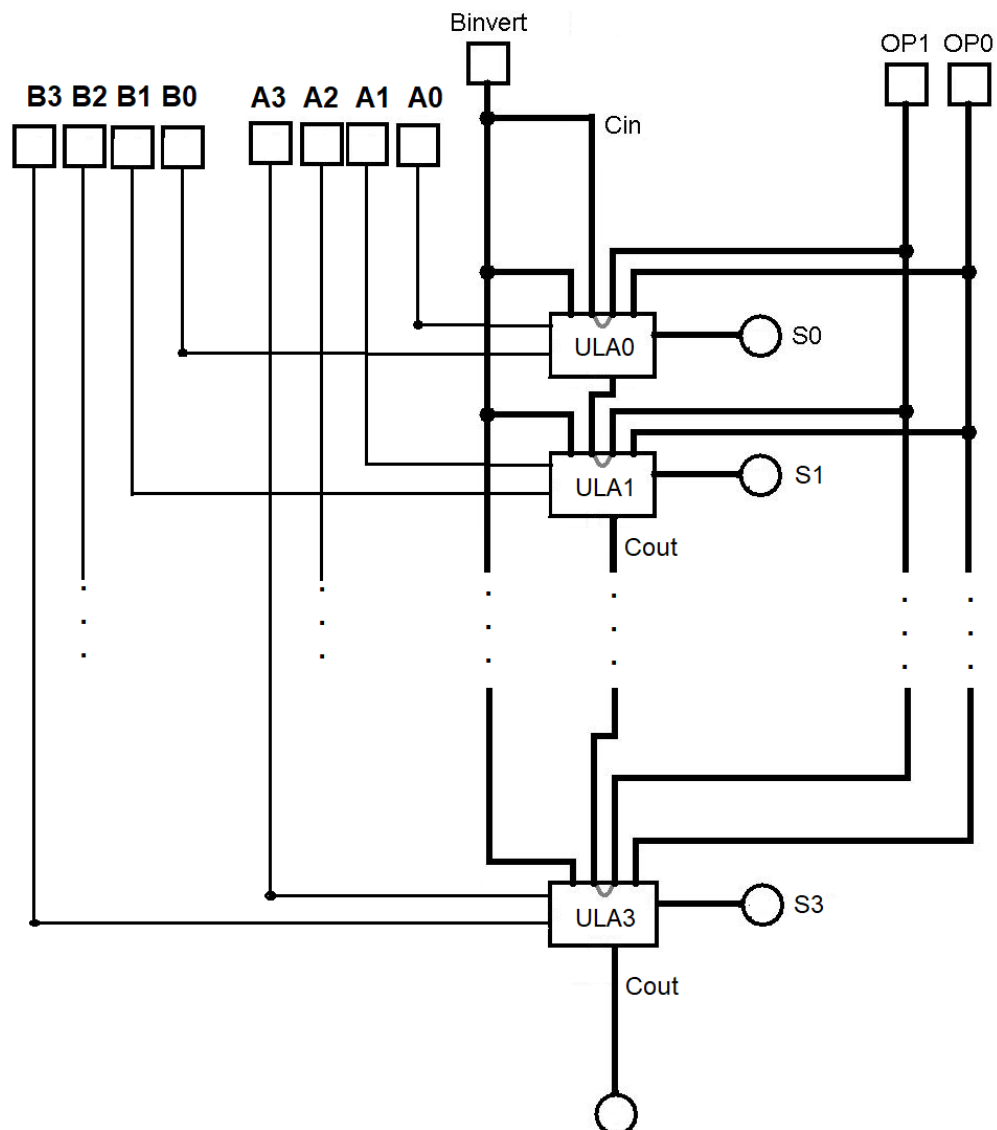 Binvert
OP1 OP0
B3 B2 B1 B0
A3 A2 A1 A0
Cin
ULA0
S0
ULA1
S1
Cout
ULA3
S3
Cout